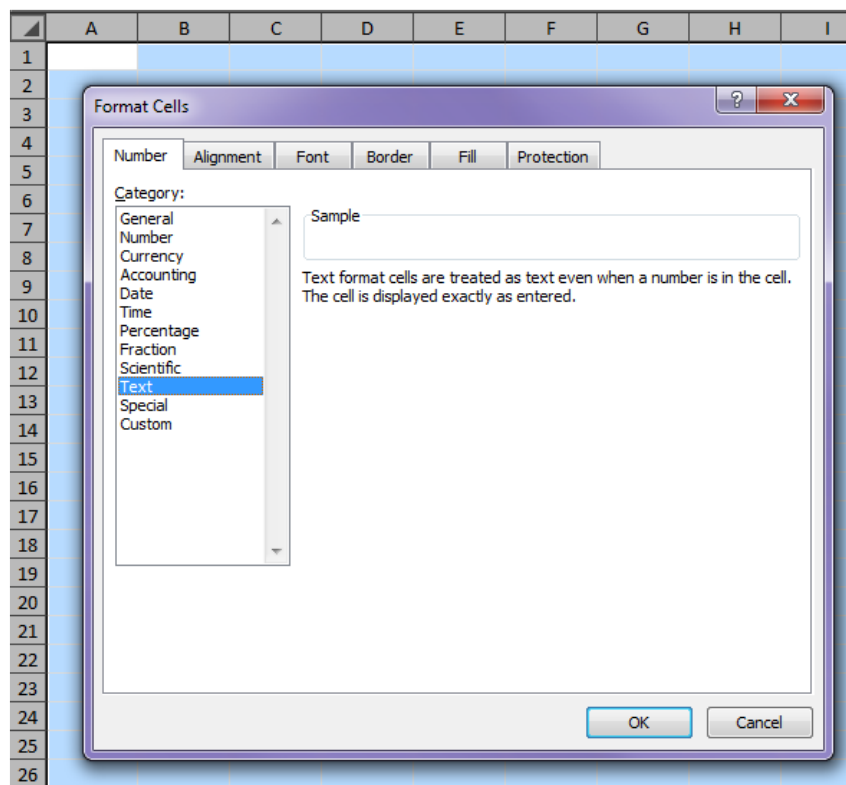 A B C D E F G H I
1
2
Format Cells ? X
3
4
Number Alignment Font Border Fill Protection
5
Category:
6
General
Sample
7
Number
8
Currency
Accounting
Text format cells are treated as text even when a number is in the cell.
9
Date
The cell is displayed exactly as entered.
10
Time
Percentage
11
Fraction
12
Scientific
Text
13
Special
14
Custom
15
16
17
18
19
20
21
22
23
24
OK Cancel
25
26